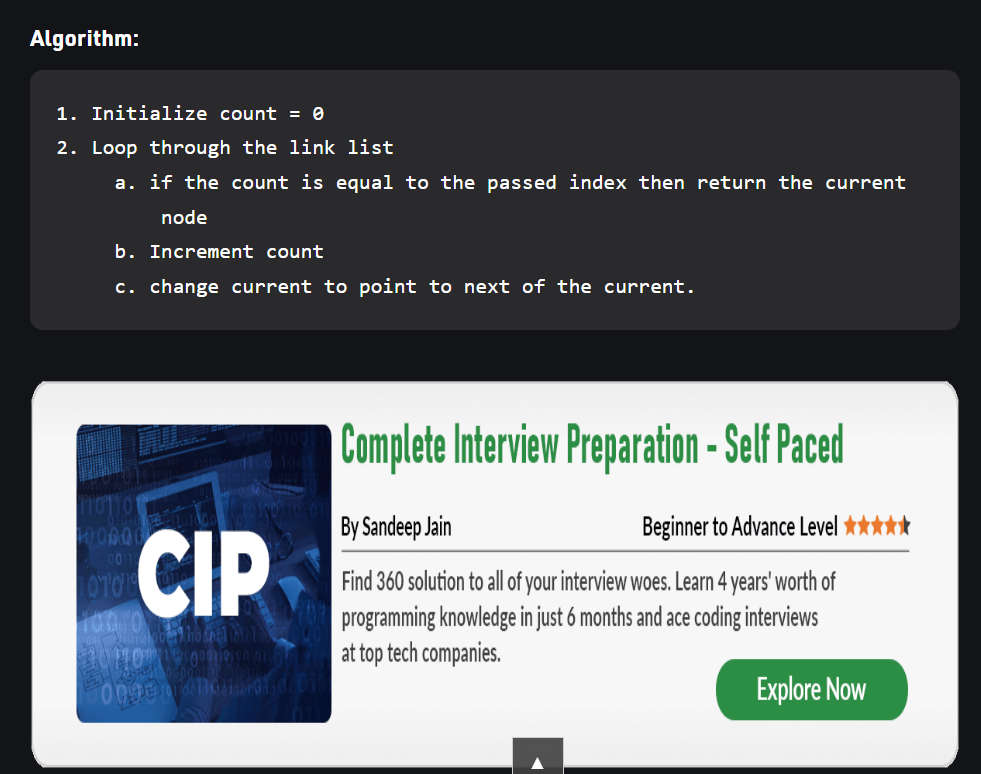 Algorithm:
1. Initialize count = 0
2. Loop through the link list
a. if the count is equal to the passed index then return the current
node
b. Increment count
c. change current to point to next of the current.
Complete Interview Preparation - Self Paced
CIP
By Sandeep Jain
Beginner to Advance Level
Find 360 solution to all of your interview woes. Learn 4 years' worth of
programming knowledge in just 6 months and ace coding interviews
at top tech companies.
Explore Now